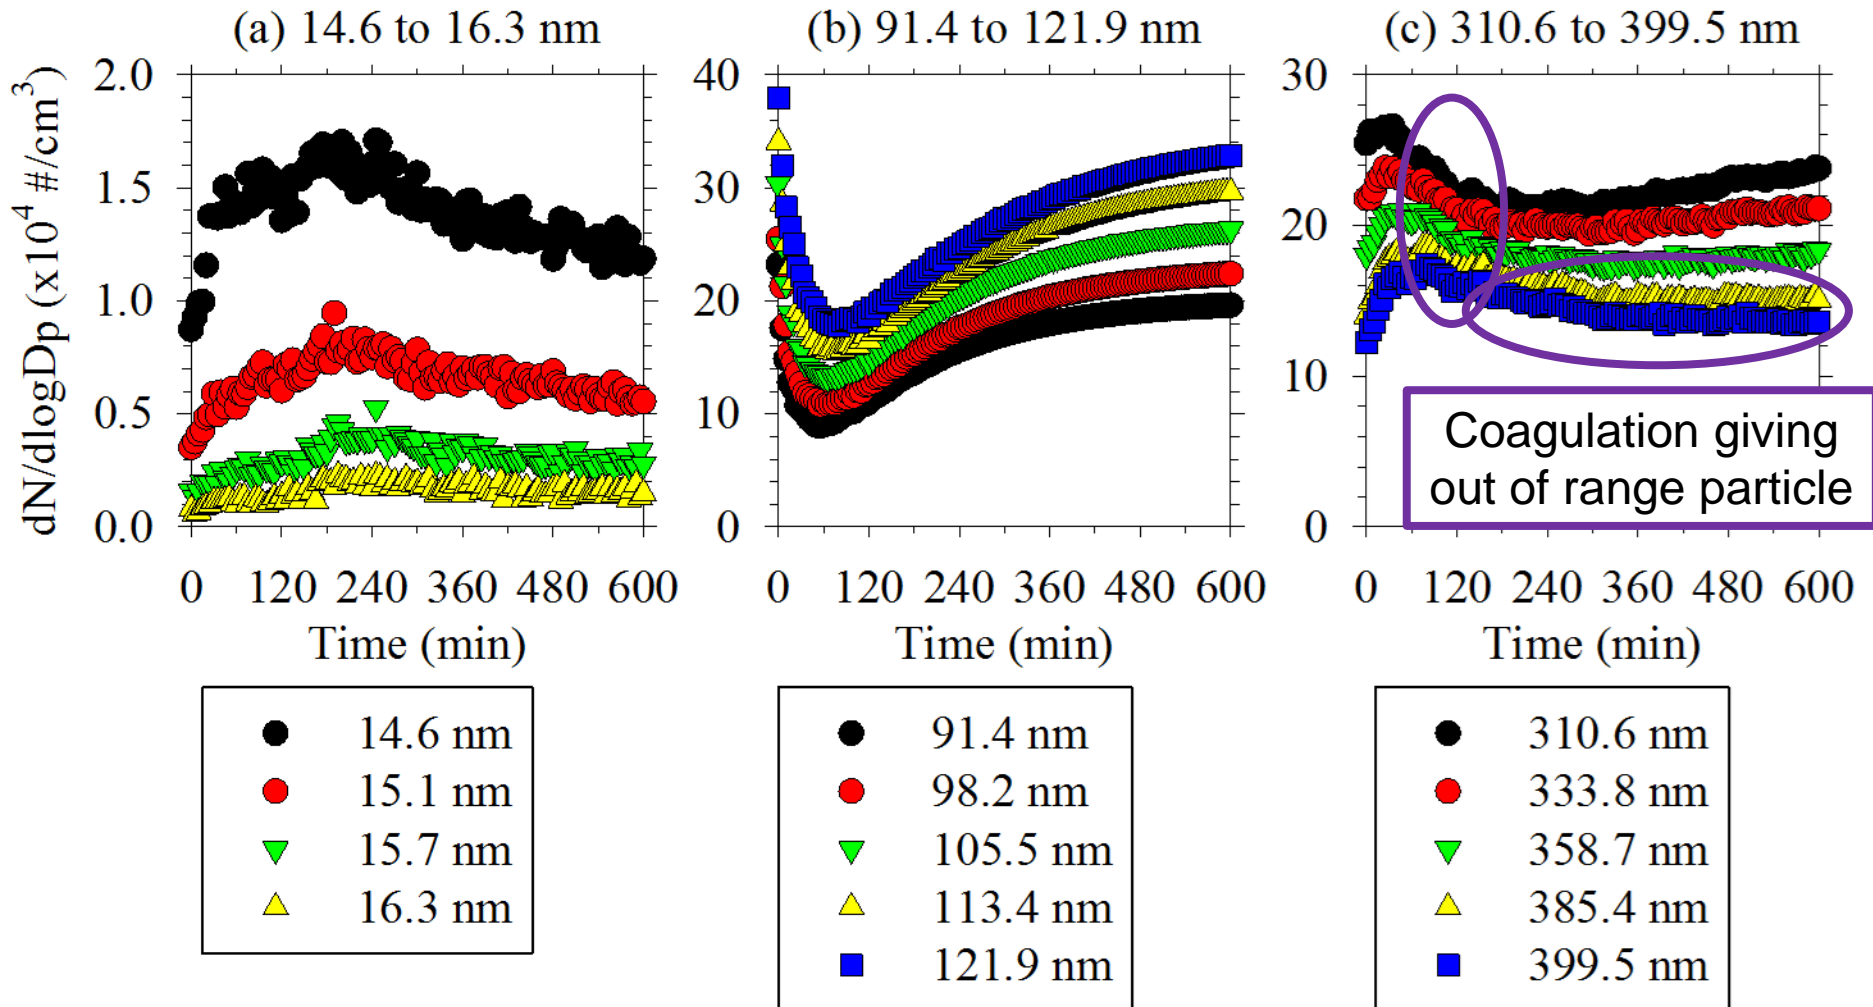 (a) 14.6 to 16.3 nm
(b) 91.4 to 121.9 nm
(c) 310.6 to 399.5 nm
dN/dlogDp (x10⁴ #/cm³)
2.0
1.5
1.0
0.5
0.0
0 120 240 360 480 600
Time (min)
40
30
20
10
0
0 120 240 360 480 600
Time (min)
30
20
10
0
0 120 240 360 480 600
Time (min)
Coagulation giving
out of range particle
14.6 nm
15.1 nm
15.7 nm
16.3 nm
91.4 nm
98.2 nm
105.5 nm
113.4 nm
121.9 nm
310.6 nm
333.8 nm
358.7 nm
385.4 nm
399.5 nm